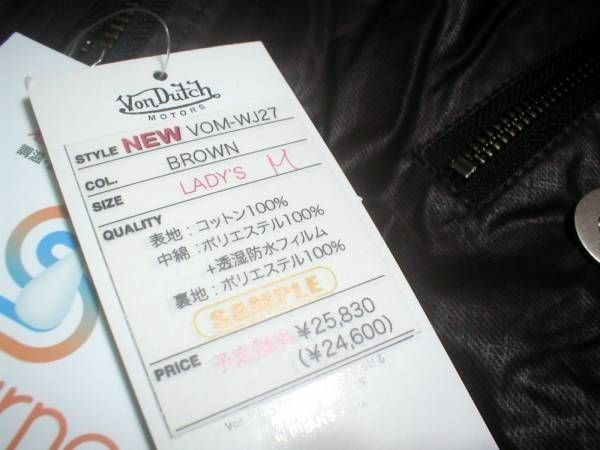 Von Dutch
MOTORS
STYLE NEW VOM-WJ27
COL. BROWN
SIZE LADY'S M
QUALITY 表地:コットン100%
中綿:ポリエステル100%
+透湿防水フィルム
裏地:ポリエステル100%
SAMPLE
PRICE 予定価格 ¥25,830
(¥24,600)